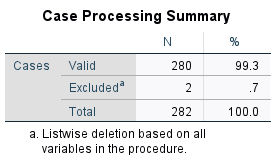 Case Processing Summary
N %
Cases Valid 280 99.3
Excludedᵃ 2 .7
Total 282 100.0
a. Listwise deletion based on all
variables in the procedure.